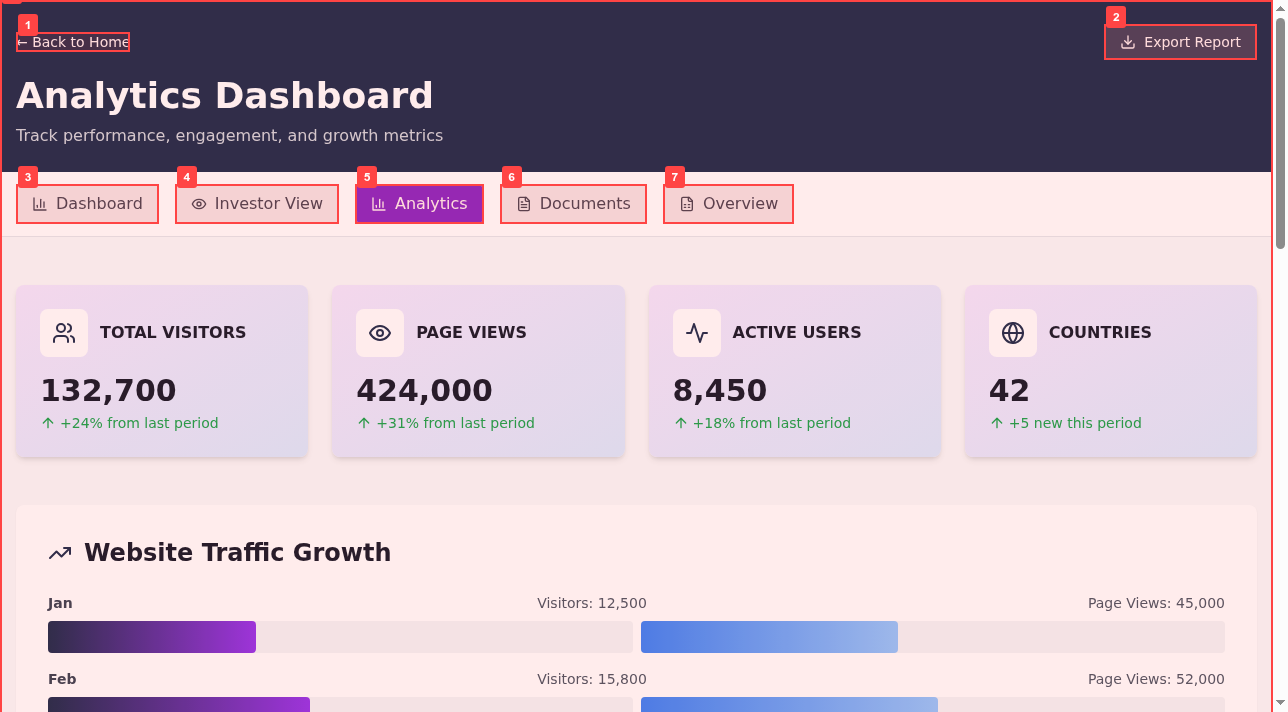 1
← Back to Home
2
Export Report
Analytics Dashboard
Track performance, engagement, and growth metrics
3
Dashboard
4
Investor View
5
Analytics
6
Documents
7
Overview
TOTAL VISITORS
132,700
↑ +24% from last period
PAGE VIEWS
424,000
↑ +31% from last period
ACTIVE USERS
8,450
↑ +18% from last period
COUNTRIES
42
↑ +5 new this period
Website Traffic Growth
Jan
Visitors: 12,500
Page Views: 45,000
Feb
Visitors: 15,800
Page Views: 52,000